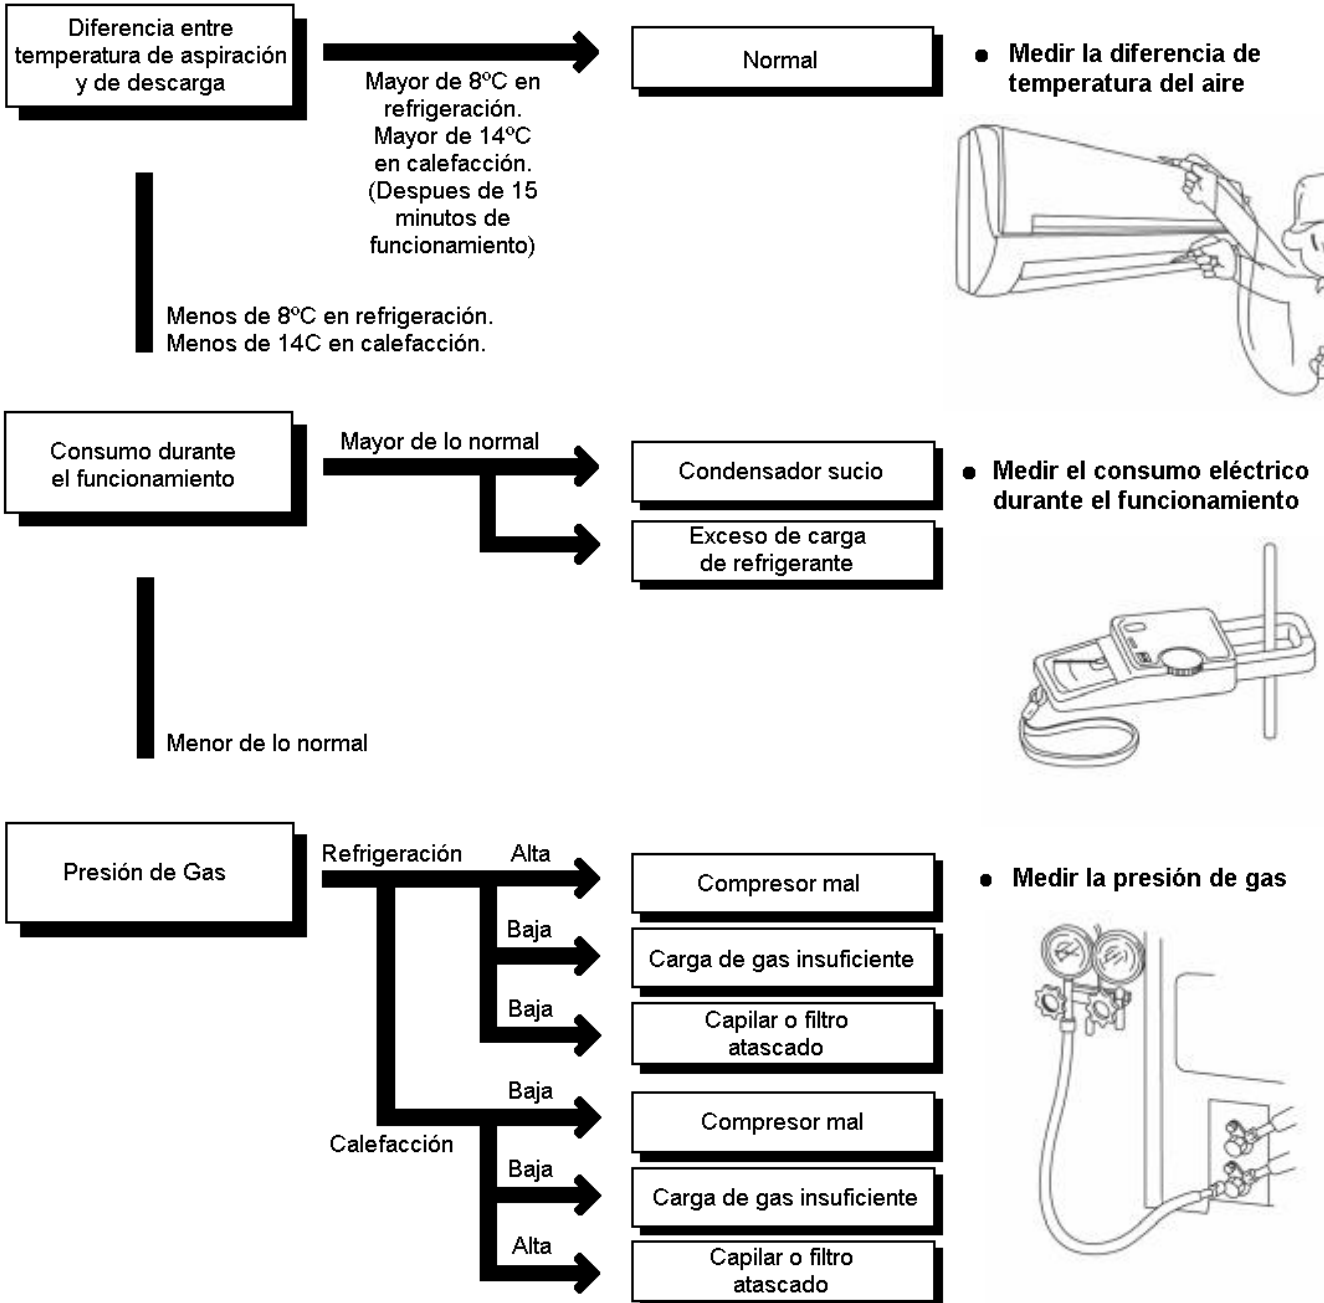 Diferencia entre
temperatura de aspiración
y de descarga
Mayor de 8ºC en
refrigeración.
Mayor de 14ºC
en calefacción.
(Despues de 15
minutos de
funcionamiento)
Normal
● Medir la diferencia de
temperatura del aire
Menos de 8ºC en refrigeración.
Menos de 14C en calefacción.
Consumo durante
el funcionamiento
Mayor de lo normal
Condensador sucio
Exceso de carga
de refrigerante
● Medir el consumo eléctrico
durante el funcionamiento
Menor de lo normal
Presión de Gas
Refrigeración
Alta
Compresor mal
Baja
Carga de gas insuficiente
Baja
Capilar o filtro
atascado
Calefacción
Baja
Compresor mal
Baja
Carga de gas insuficiente
Alta
Capilar o filtro
atascado
● Medir la presión de gas